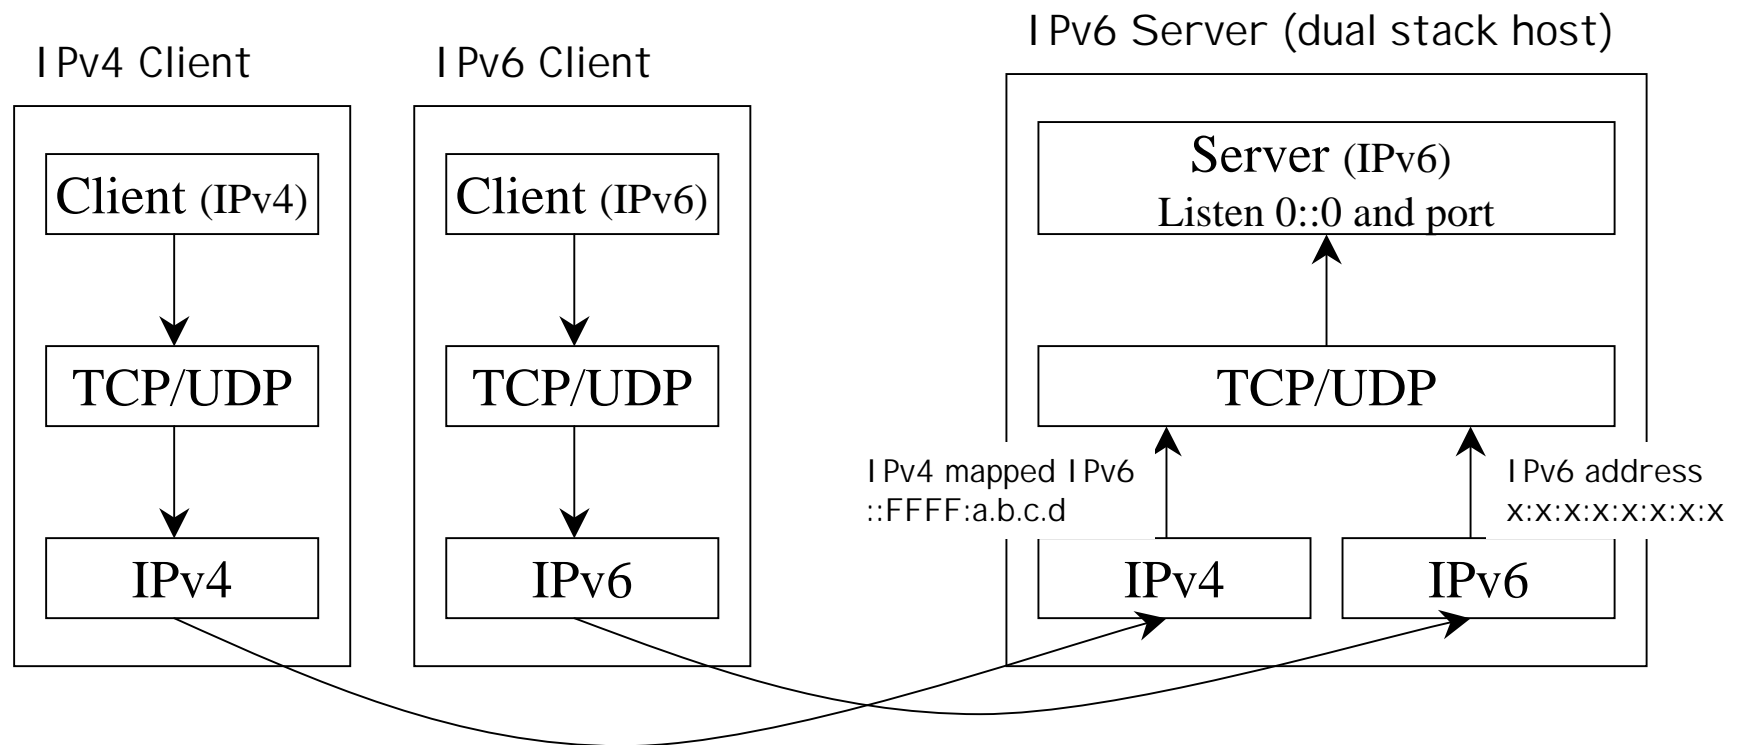 IPv4 Client
IPv6 Client
IPv6 Server (dual stack host)
Client (IPv4)
TCP/UDP
IPv4
Client (IPv6)
TCP/UDP
IPv6
Server (IPv6)
Listen 0::0 and port
TCP/UDP
IPv4 mapped IPv6
::FFFF:a.b.c.d
IPv6 address
x:x:x:x:x:x:x:x
IPv4
IPv6